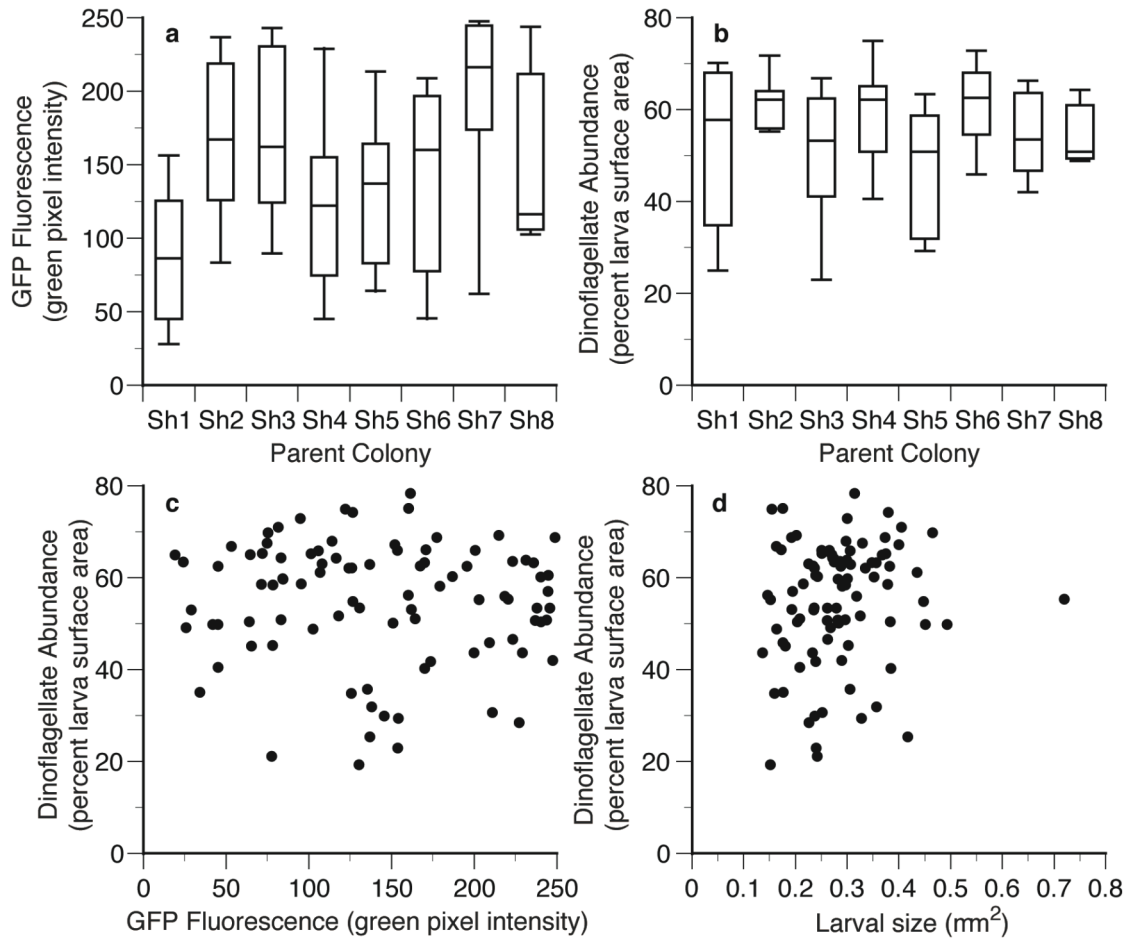 a
250
200
150
100
50
0
GFP Fluorescence
(green pixel intensity)
Sh1 Sh2 Sh3 Sh4 Sh5 Sh6 Sh7 Sh8
Parent Colony
b
80
60
40
20
0
Dinoflagellate Abundance
(percent larva surface area)
Sh1 Sh2 Sh3 Sh4 Sh5 Sh6 Sh7 Sh8
Parent Colony
c
80
60
40
20
0
Dinoflagellate Abundance
(percent larva surface area)
0 50 100 150 200 250
GFP Fluorescence (green pixel intensity)
d
80
60
40
20
0
Dinoflagellate Abundance
(percent larva surface area)
0 0.1 0.2 0.3 0.4 0.5 0.6 0.7 0.8
Larval size (mm²)